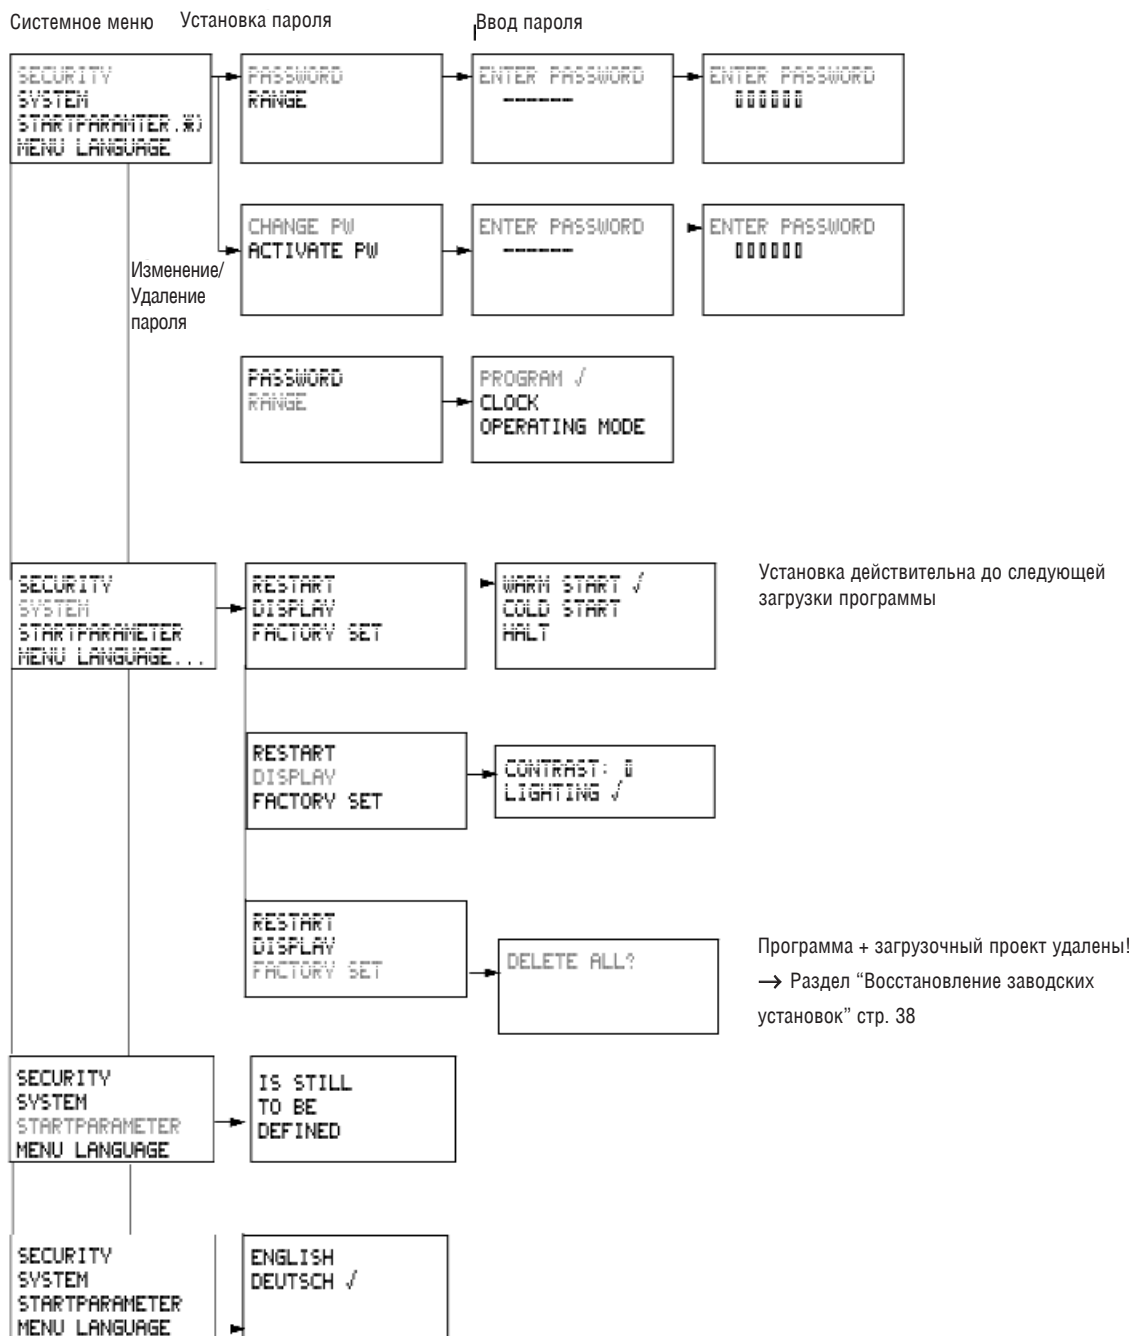 Системное меню
Установка пароля
Ввод пароля
SECURITY
SYSTEM
STARTPARAMTER.※)
MENU LANGUAGE
PASSWORD
RANGE
ENTER PASSWORD
------
ENTER PASSWORD
▯▯▯▯▯▯
Изменение/
Удаление
пароля
CHANGE PW
ACTIVATE PW
ENTER PASSWORD
------
ENTER PASSWORD
▯▯▯▯▯▯
PASSWORD
RANGE
PROGRAM √
CLOCK
OPERATING MODE
SECURITY
SYSTEM
STARTPARAMETER
MENU LANGUAGE...
RESTART
DISPLAY
FACTORY SET
WARM START √
COLD START
HALT
Установка действительна до следующей
загрузки программы
RESTART
DISPLAY
FACTORY SET
CONTRAST: ▯
LIGHTING √
RESTART
DISPLAY
FACTORY SET
DELETE ALL?
Программа + загрузочный проект удалены!
→ Раздел “Восстановление заводских
установок” стр. 38
SECURITY
SYSTEM
STARTPARAMETER
MENU LANGUAGE
IS STILL
TO BE
DEFINED
SECURITY
SYSTEM
STARTPARAMETER
MENU LANGUAGE
ENGLISH
DEUTSCH √